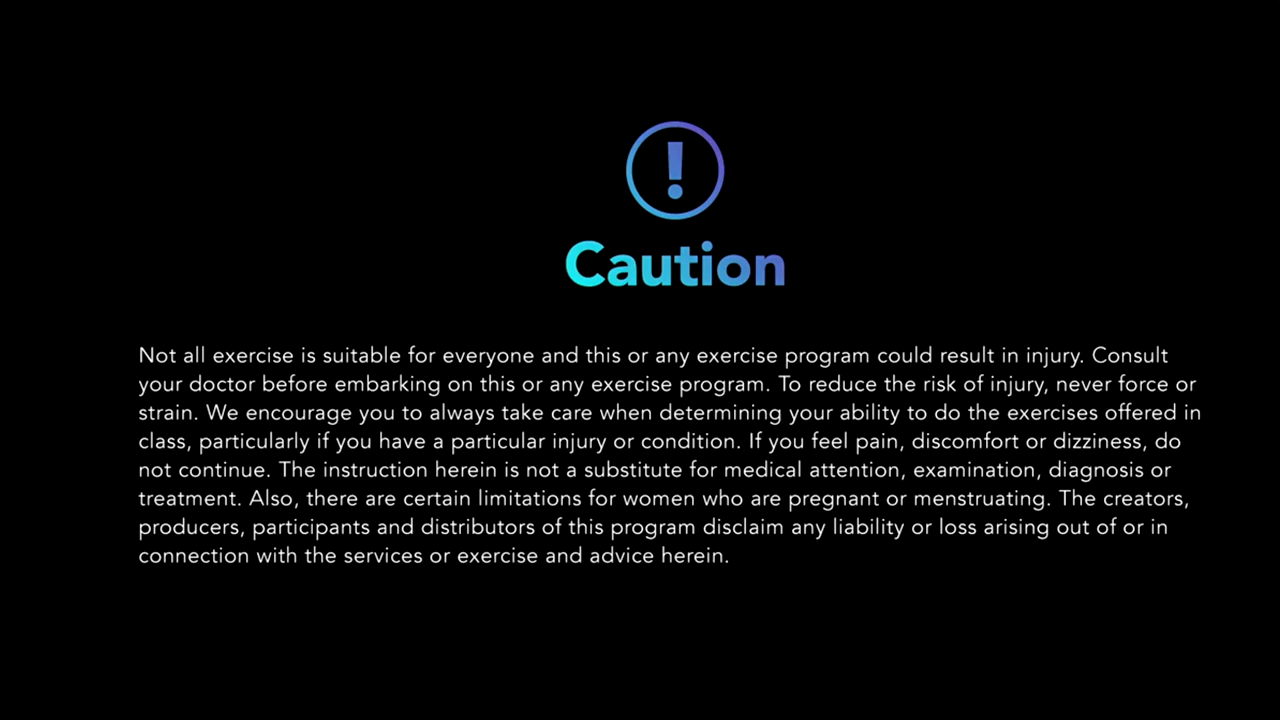 !
Caution
Not all exercise is suitable for everyone and this or any exercise program could result in injury. Consult
your doctor before embarking on this or any exercise program. To reduce the risk of injury, never force or
strain. We encourage you to always take care when determining your ability to do the exercises offered in
class, particularly if you have a particular injury or condition. If you feel pain, discomfort or dizziness, do
not continue. The instruction herein is not a substitute for medical attention, examination, diagnosis or
treatment. Also, there are certain limitations for women who are pregnant or menstruating. The creators,
producers, participants and distributors of this program disclaim any liability or loss arising out of or in
connection with the services or exercise and advice herein.